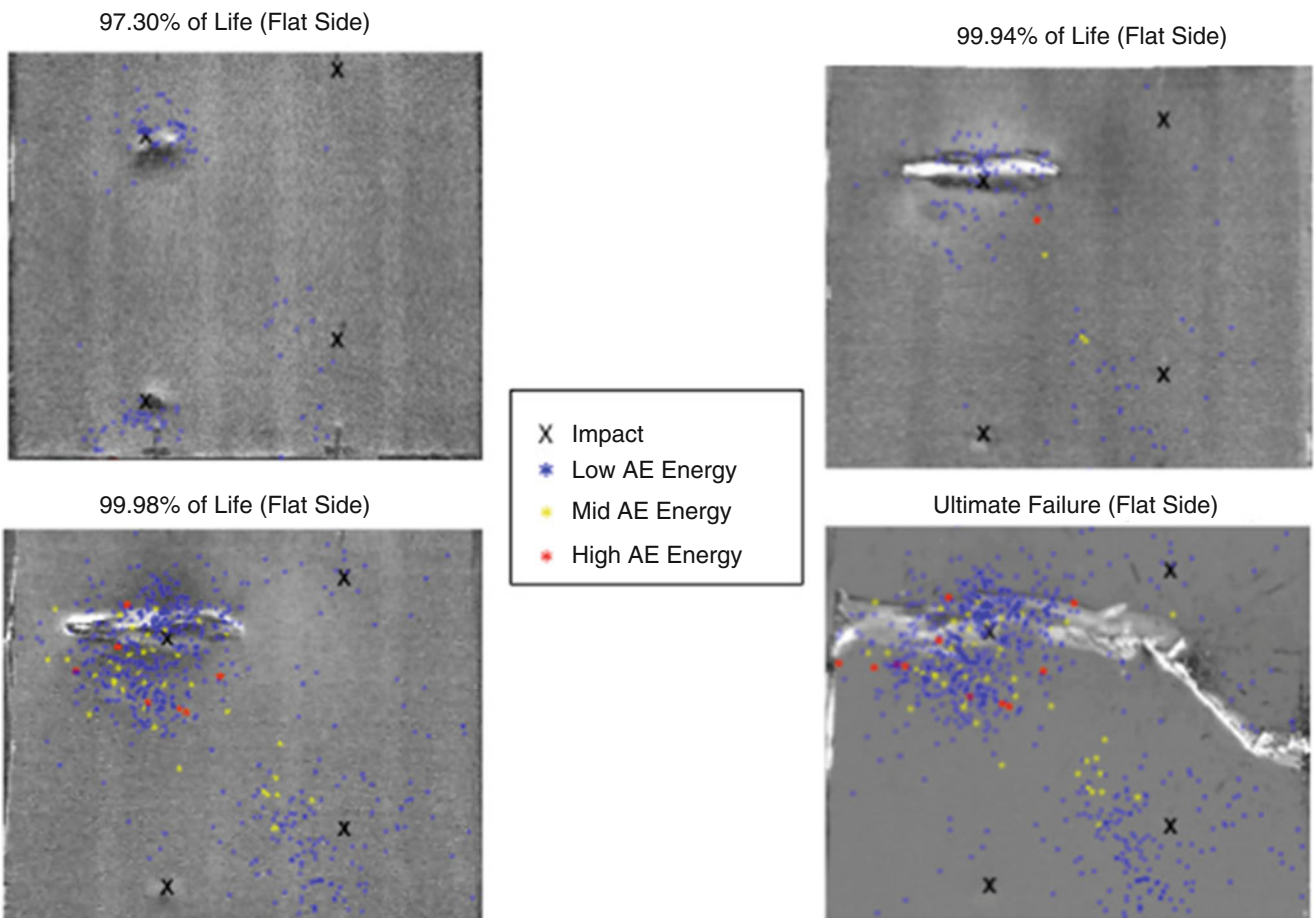 97.30% of Life (Flat Side)
99.94% of Life (Flat Side)
X
X
X
X
X
X
X
X
X Impact
Low AE Energy
Mid AE Energy
High AE Energy
99.98% of Life (Flat Side)
Ultimate Failure (Flat Side)
X
X
X
X
X
X
X
X